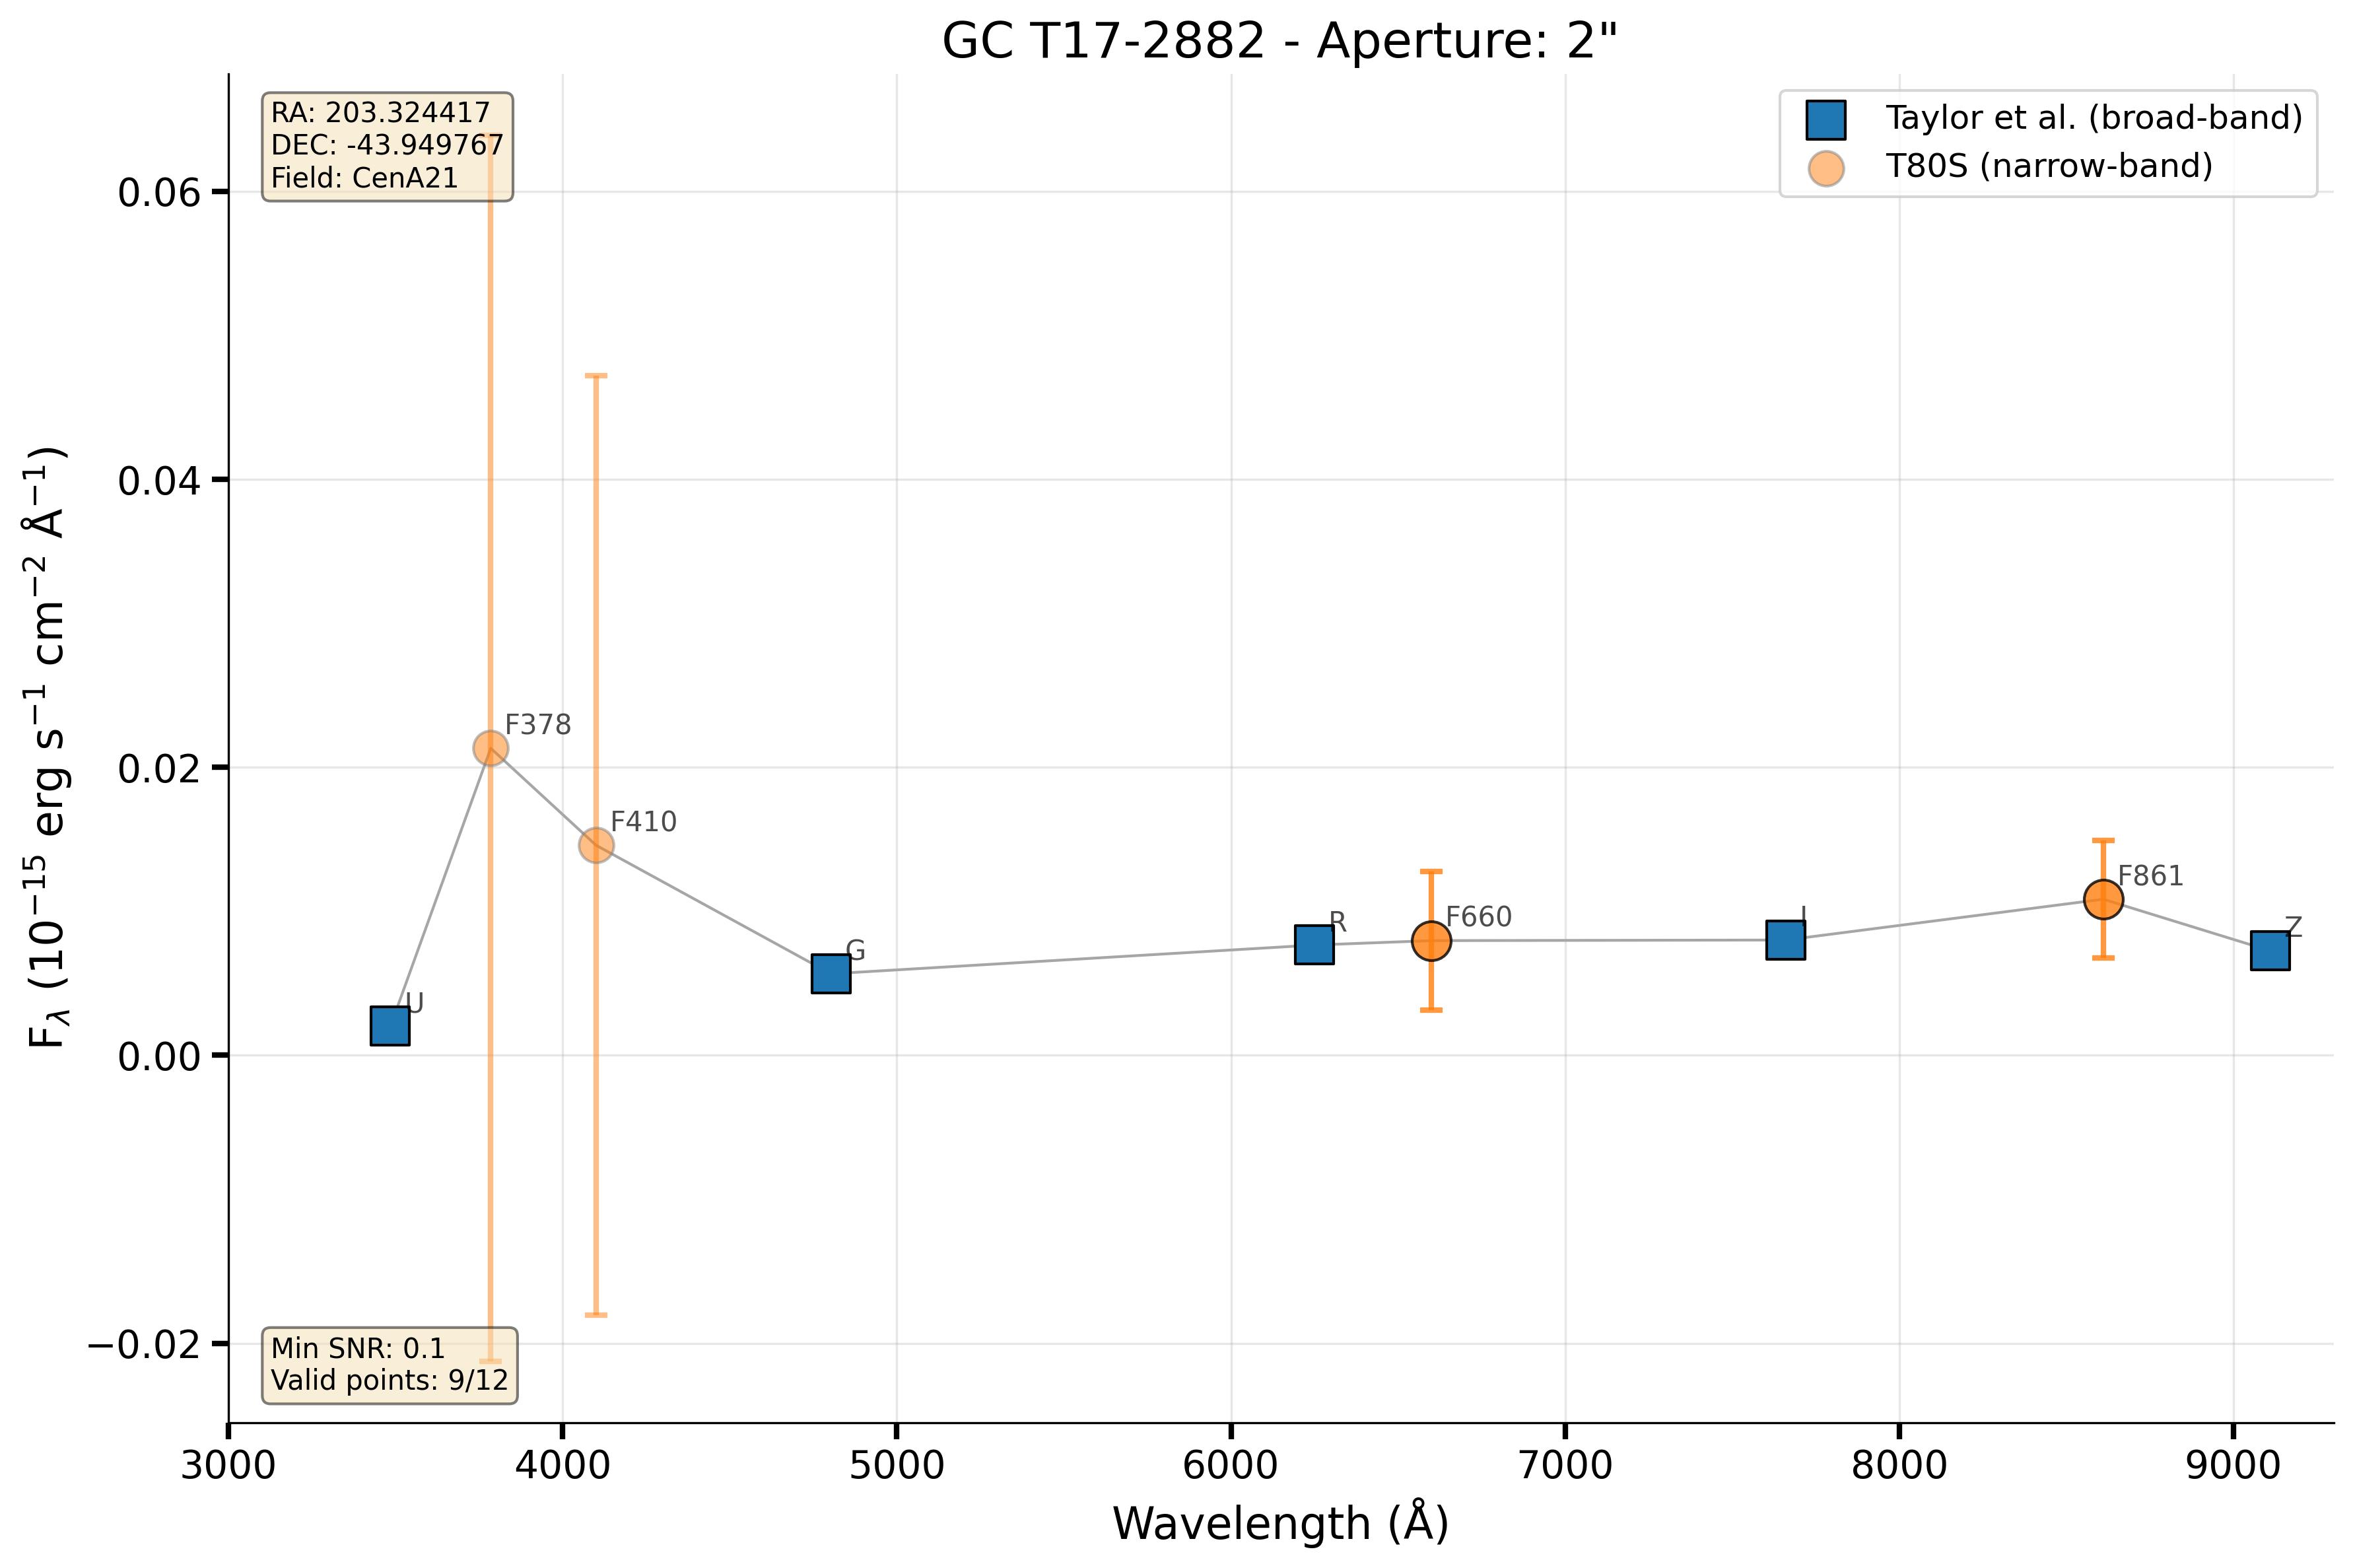 GC T17-2882 - Aperture: 2"
RA: 203.324417
DEC: -43.949767
Field: CenA21
Taylor et al. (broad-band)
T80S (narrow-band)
F_λ (10⁻¹⁵ erg s⁻¹ cm⁻² Å⁻¹)
0.06
0.04
0.02
0.00
−0.02
U
F378
F410
G
R
F660
I
F861
Z
Min SNR: 0.1
Valid points: 9/12
3000 4000 5000 6000 7000 8000 9000
Wavelength (Å)